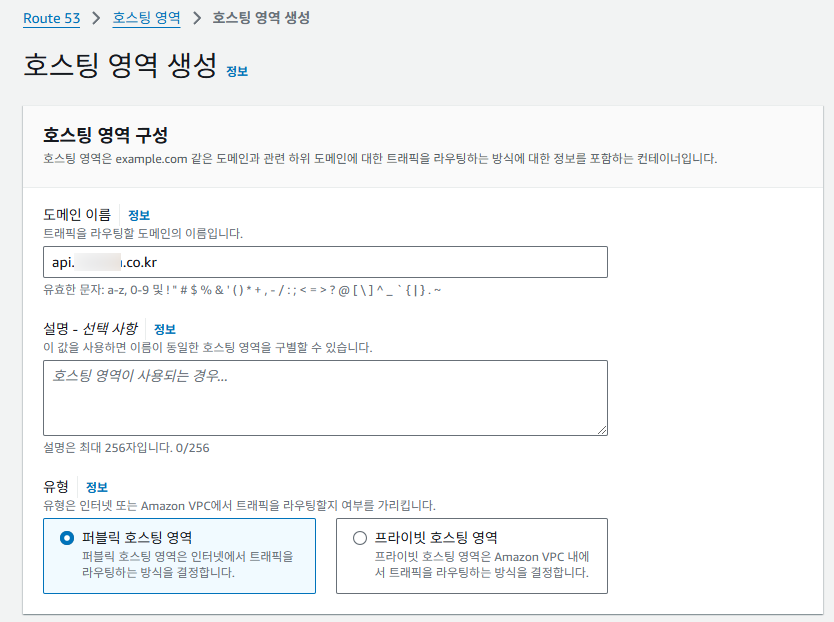 Route 53 > 호스팅 영역 > 호스팅 영역 생성
호스팅 영역 생성 정보
호스팅 영역 구성
호스팅 영역은 example.com 같은 도메인과 관련 하위 도메인에 대한 트래픽을 라우팅하는 방식에 대한 정보를 포함하는 컨테이너입니다.
도메인 이름 정보
트래픽을 라우팅할 도메인의 이름입니다.
api. .co.kr
유효한 문자: a-z, 0-9 및 ! " # $ % & ' ( ) * + , - / : ; < = > ? @ [ \ ] ^ _ ` { | } . ~
설명 - 선택 사항 정보
이 값을 사용하면 이름이 동일한 호스팅 영역을 구별할 수 있습니다.
호스팅 영역이 사용되는 경우...
설명은 최대 256자입니다. 0/256
유형 정보
유형은 인터넷 또는 Amazon VPC에서 트래픽을 라우팅할지 여부를 가리킵니다.
퍼블릭 호스팅 영역
퍼블릭 호스팅 영역은 인터넷에서 트래픽을
라우팅하는 방식을 결정합니다.
프라이빗 호스팅 영역
프라이빗 호스팅 영역은 Amazon VPC 내에
서 트래픽을 라우팅하는 방식을 결정합니다.